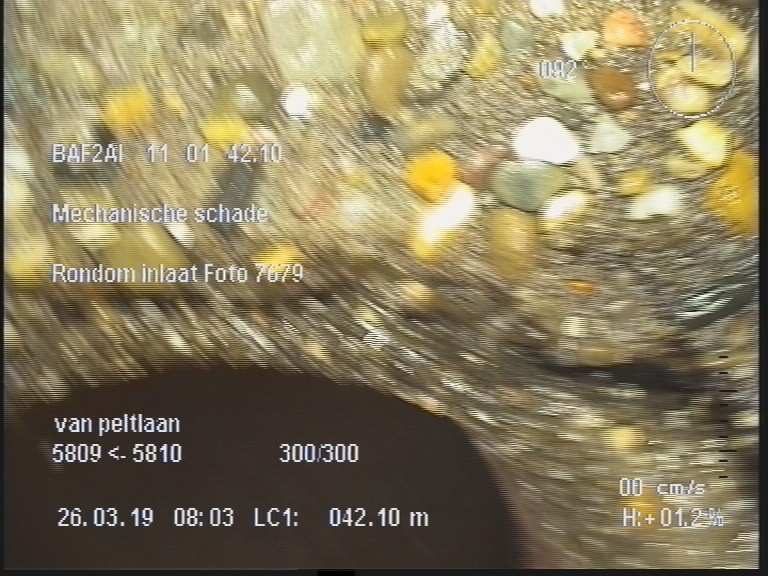 092°
BAF2AI 11 01 42.10
Mechanische schade
Rondom inlaat Foto 7679
van peltlaan
5809 <- 5810 300/300
00 cm/s
26.03.19 08:03 LC1: 042.10 m H:+01.2%